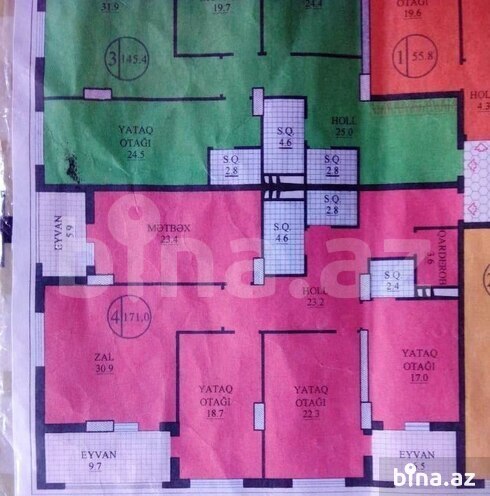 31.9
19.7
24.4
OTAĞI
19.6
3 145.4
1 55.8
HOLL
4.3
YATAQ
OTAĞI
24.5
S.Q
4.6
HOLL
25.0
S.Q
2.8
S.Q
2.8
EYVAN
5.9
MƏTBƏX
23.4
S.Q
4.6
S.Q
2.8
QARDEROB
3.6
bina.az
HOLL
23.2
S.Q
2.4
4 171,0
ZAL
30.9
YATAQ
OTAĞI
18.7
YATAQ
OTAĞI
22.3
YATAQ
OTAĞI
17.0
EYVAN
9.7
EYVAN
bina.az